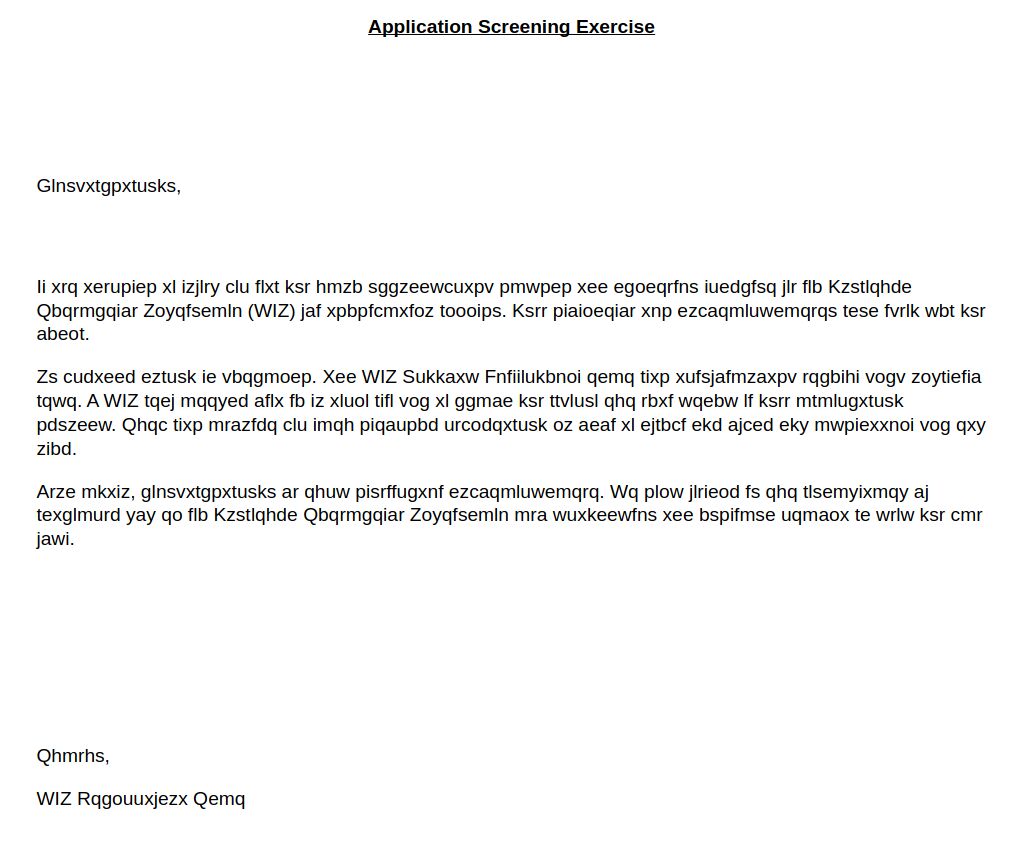 Application Screening Exercise
Glnsvxtgpxtusks,
Ii xrq xerupiep xl izjlry clu flxt ksr hmzb sggzeewcuxpv pmwpep xee egoeqrfns iuedgfsq jlr flb Kzstlqhde
Qbqrmgqiar Zoyqfsemln (WIZ) jaf xpbpfcmxfoz toooips. Ksrr piaioeqiar xnp ezcaqmluwemqrqs tese fvrlk wbt ksr
abeot.
Zs cudxeed eztusk ie vbqgmoep. Xee WIZ Sukkaxw Fnfiilukbnoi qemq tixp xufsjafmzaxpv rqgbihi vogv zoytiefia
tqwq. A WIZ tqej mqqyed aflx fb iz xluol tifl vog xl ggmae ksr ttvlusl qhq rbxf wqebw lf ksrr mtmlugxtusk
pdszeew. Qhqc tixp mrazfdq clu imqh piqaupbd urcodqxtusk oz aeaf xl ejtbcf ekd ajced eky mwpiexxnoi vog qxy
zibd.
Arze mkxiz, glnsvxtgpxtusks ar qhuw pisrffugxnf ezcaqmluwemqrq. Wq plow jlrieod fs qhq tlsemyixmqy aj
texglmurd yay qo flb Kzstlqhde Qbqrmgqiar Zoyqfsemln mra wuxkeewfns xee bspifmse uqmaox te wrlw ksr cmr
jawi.
Qhmrhs,
WIZ Rqgouuxjezx Qemq